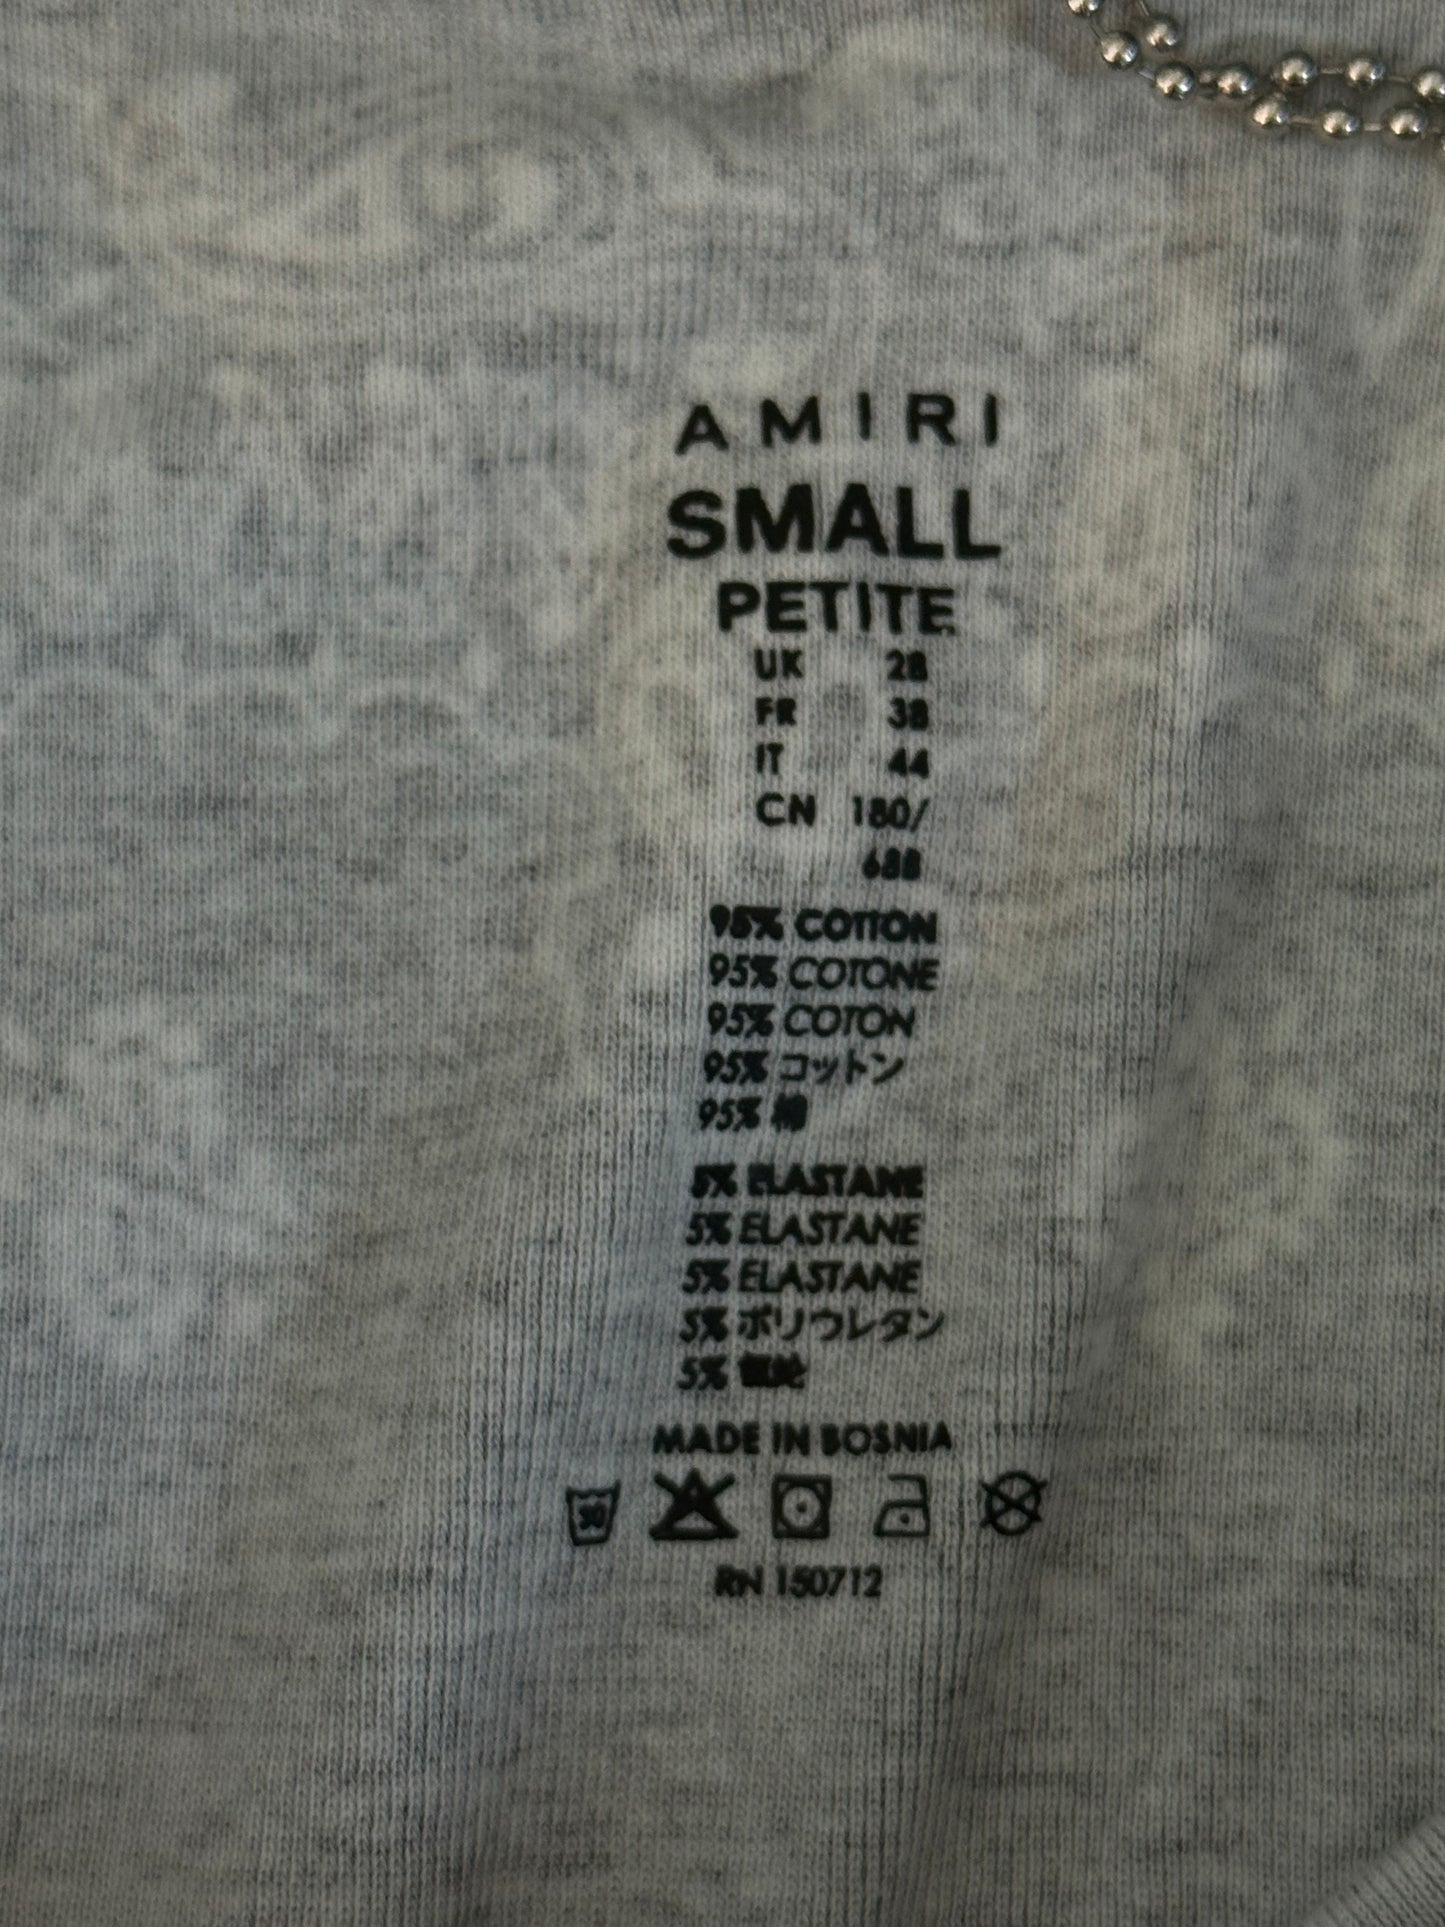 AMIRI
SMALL
PETITE
UK 28
FR 38
IT 44
CN 180/
68B
95% COTTON
95% COTONE
95% COTON
95% コットン
95% 棉
5% ELASTANE
5% ELASTANE
5% ELASTANE
5% ポリウレタン
5%
MADE IN BOSNIA
30
RN 150712